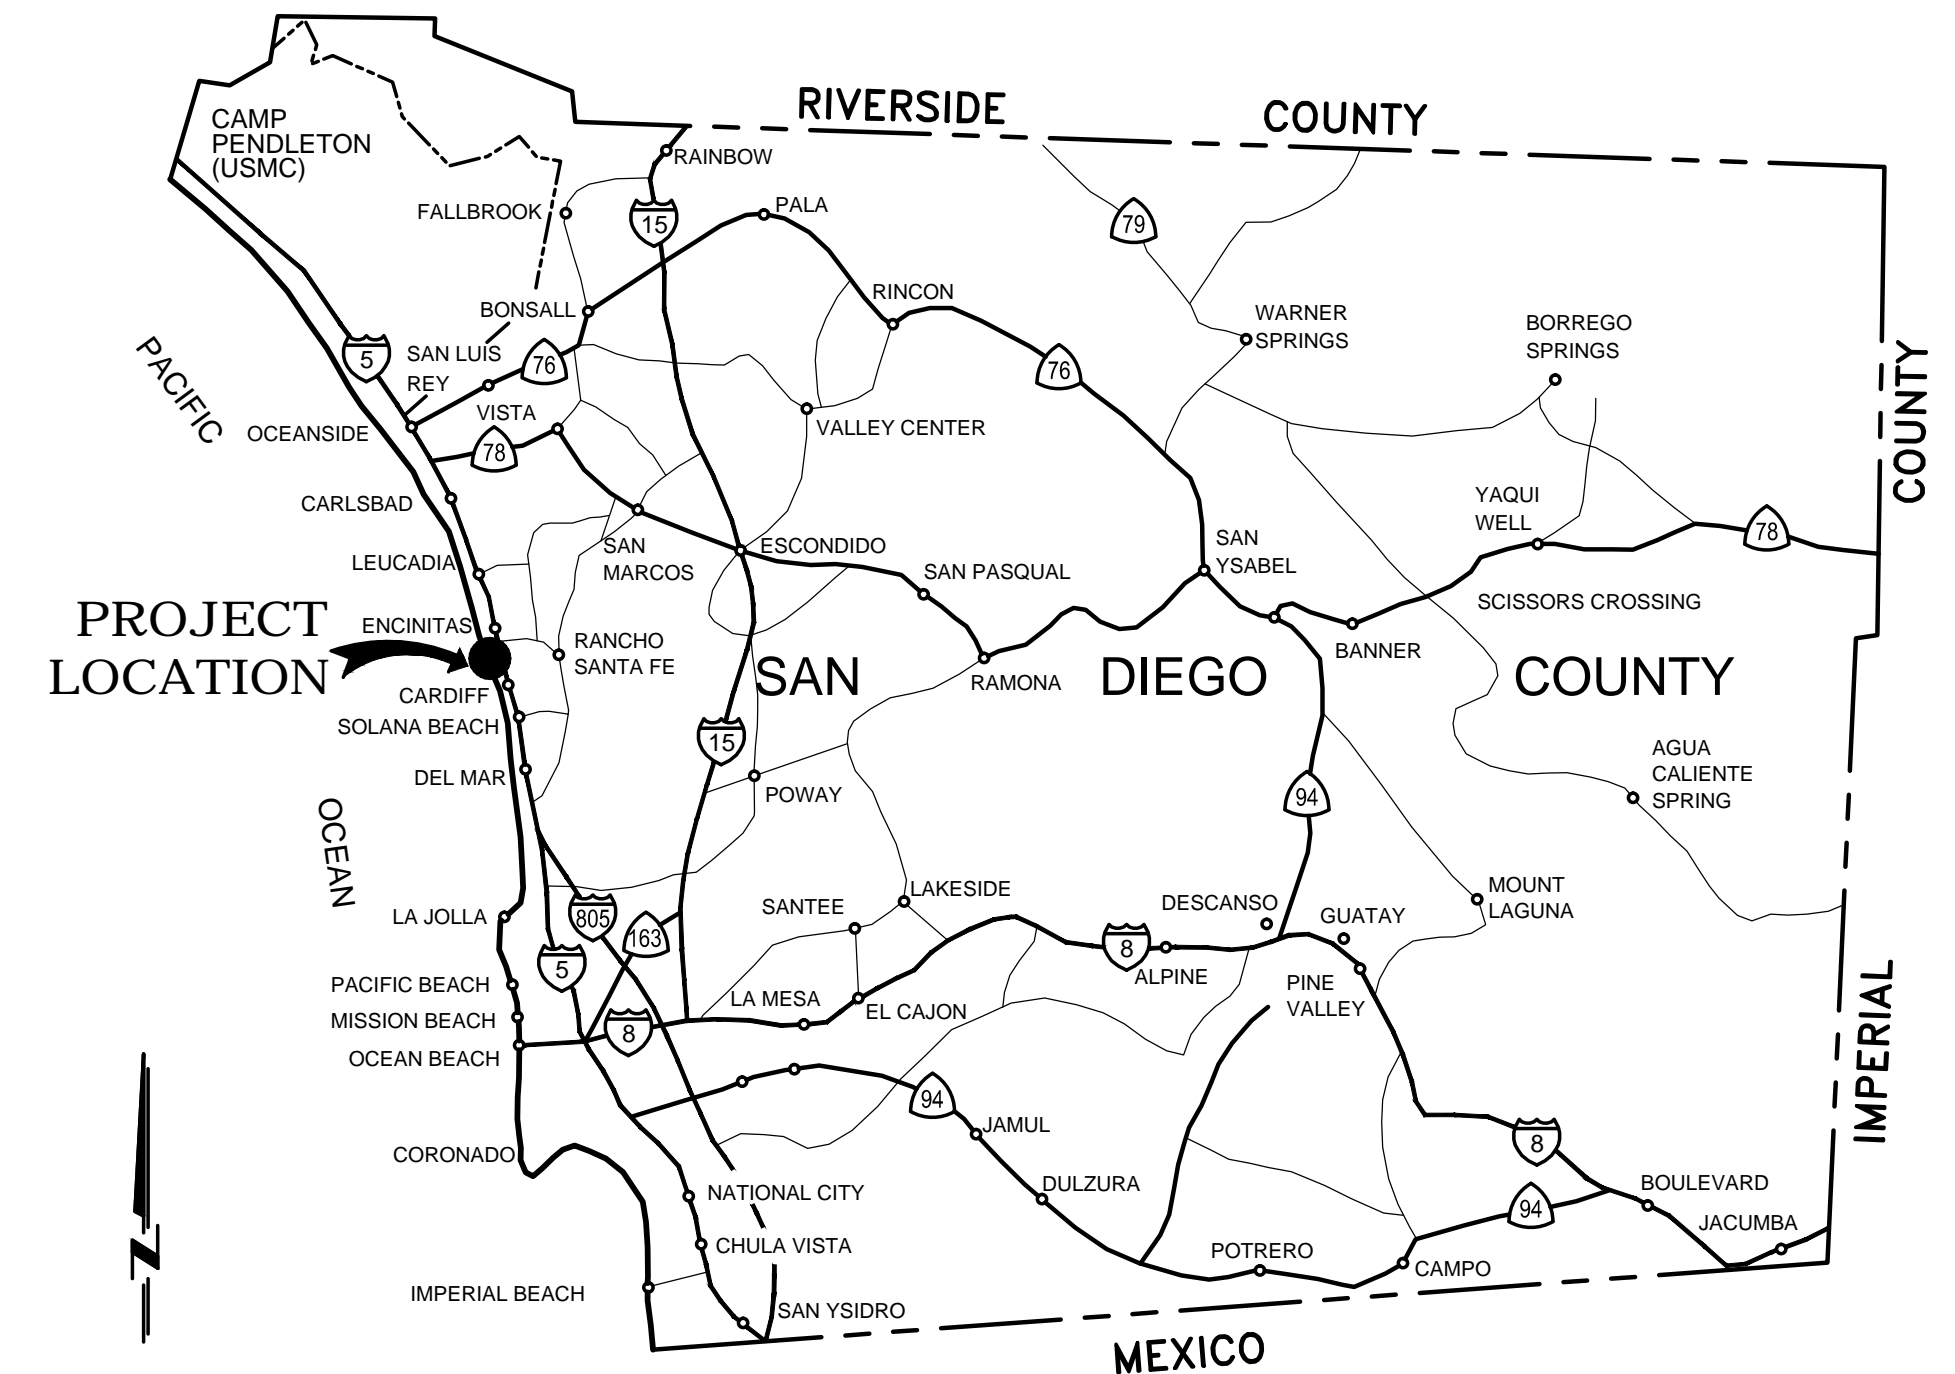 RIVERSIDE COUNTY
CAMP
PENDLETON
(USMC)
RAINBOW
FALLBROOK
15
PALA
79
BONSALL
RINCON
WARNER
SPRINGS
BORREGO
SPRINGS
PACIFIC
5
SAN LUIS
REY
76
76
COUNTY
VISTA
OCEANSIDE
78
VALLEY CENTER
CARLSBAD
YAQUI
WELL
78
SAN
YSABEL
SAN
MARCOS
ESCONDIDO
LEUCADIA
SAN PASQUAL
SCISSORS CROSSING
PROJECT
LOCATION
ENCINITAS
RANCHO
SANTA FE
BANNER
SAN DIEGO COUNTY
RAMONA
CARDIFF
SOLANA BEACH
15
AGUA
CALIENTE
SPRING
DEL MAR
POWAY
94
OCEAN
LA JOLLA
805
163
SANTEE
LAKESIDE
DESCANSO
GUATAY
MOUNT
LAGUNA
5
8
ALPINE
PINE
VALLEY
PACIFIC BEACH
LA MESA
EL CAJON
MISSION BEACH
8
OCEAN BEACH
IMPERIAL
94
JAMUL
CORONADO
8
NATIONAL CITY
DULZURA
BOULEVARD
94
JACUMBA
CHULA VISTA
POTRERO
CAMPO
IMPERIAL BEACH
SAN YSIDRO
MEXICO